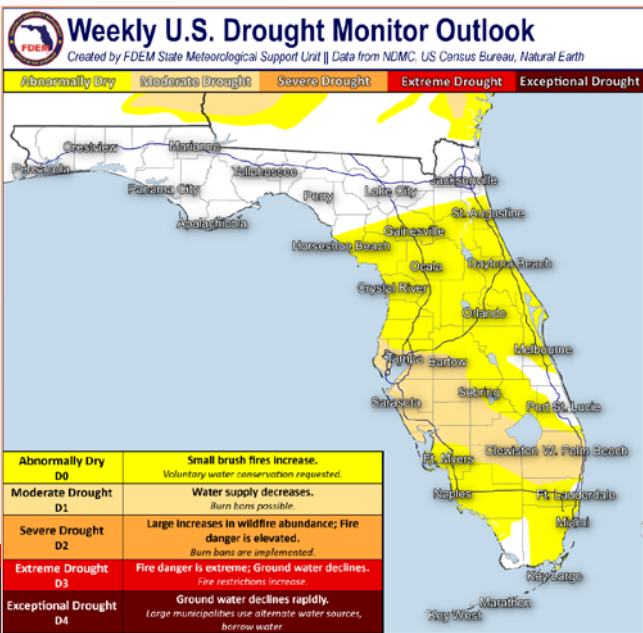 FDEM
Weekly U.S. Drought Monitor Outlook
Created by FDEM State Meteorological Support Unit || Data from NDMC, US Census Bureau, Natural Earth
Abnormally Dry
Moderate Drought
Severe Drought
Extreme Drought
Exceptional Drought
Crestview
Marianna
Pensacola
Tallahassee
Jacksonville
Panama City
Perry
Lake City
Apalachicola
St. Augustine
Gainesville
Horseshoe Beach
Ocala
Daytona Beach
Crystal River
Orlando
Melbourne
Tampa
Bartow
Sebring
Sarasota
Port St. Lucie
Clewiston
W. Palm Beach
Ft. Myers
Naples
Ft. Lauderdale
Miami
Key Largo
Marathon
Key West
Abnormally Dry
D0
Small brush fires increase.
Voluntary water conservation requested.
Moderate Drought
D1
Water supply decreases.
Burn bans possible.
Severe Drought
D2
Large increases in wildfire abundance; Fire
danger is elevated.
Burn bans are implemented.
Extreme Drought
D3
Fire danger is extreme; Ground water declines.
Fire restrictions increase.
Exceptional Drought
D4
Ground water declines rapidly.
Large municipalities use alternate water sources,
borrow water.